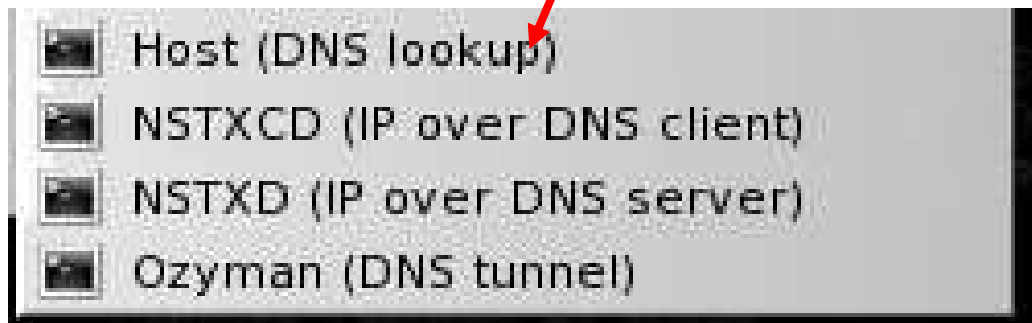 Host (DNS lookup)
NSTXCD (IP over DNS client)
NSTXD (IP over DNS server)
Ozyman (DNS tunnel)